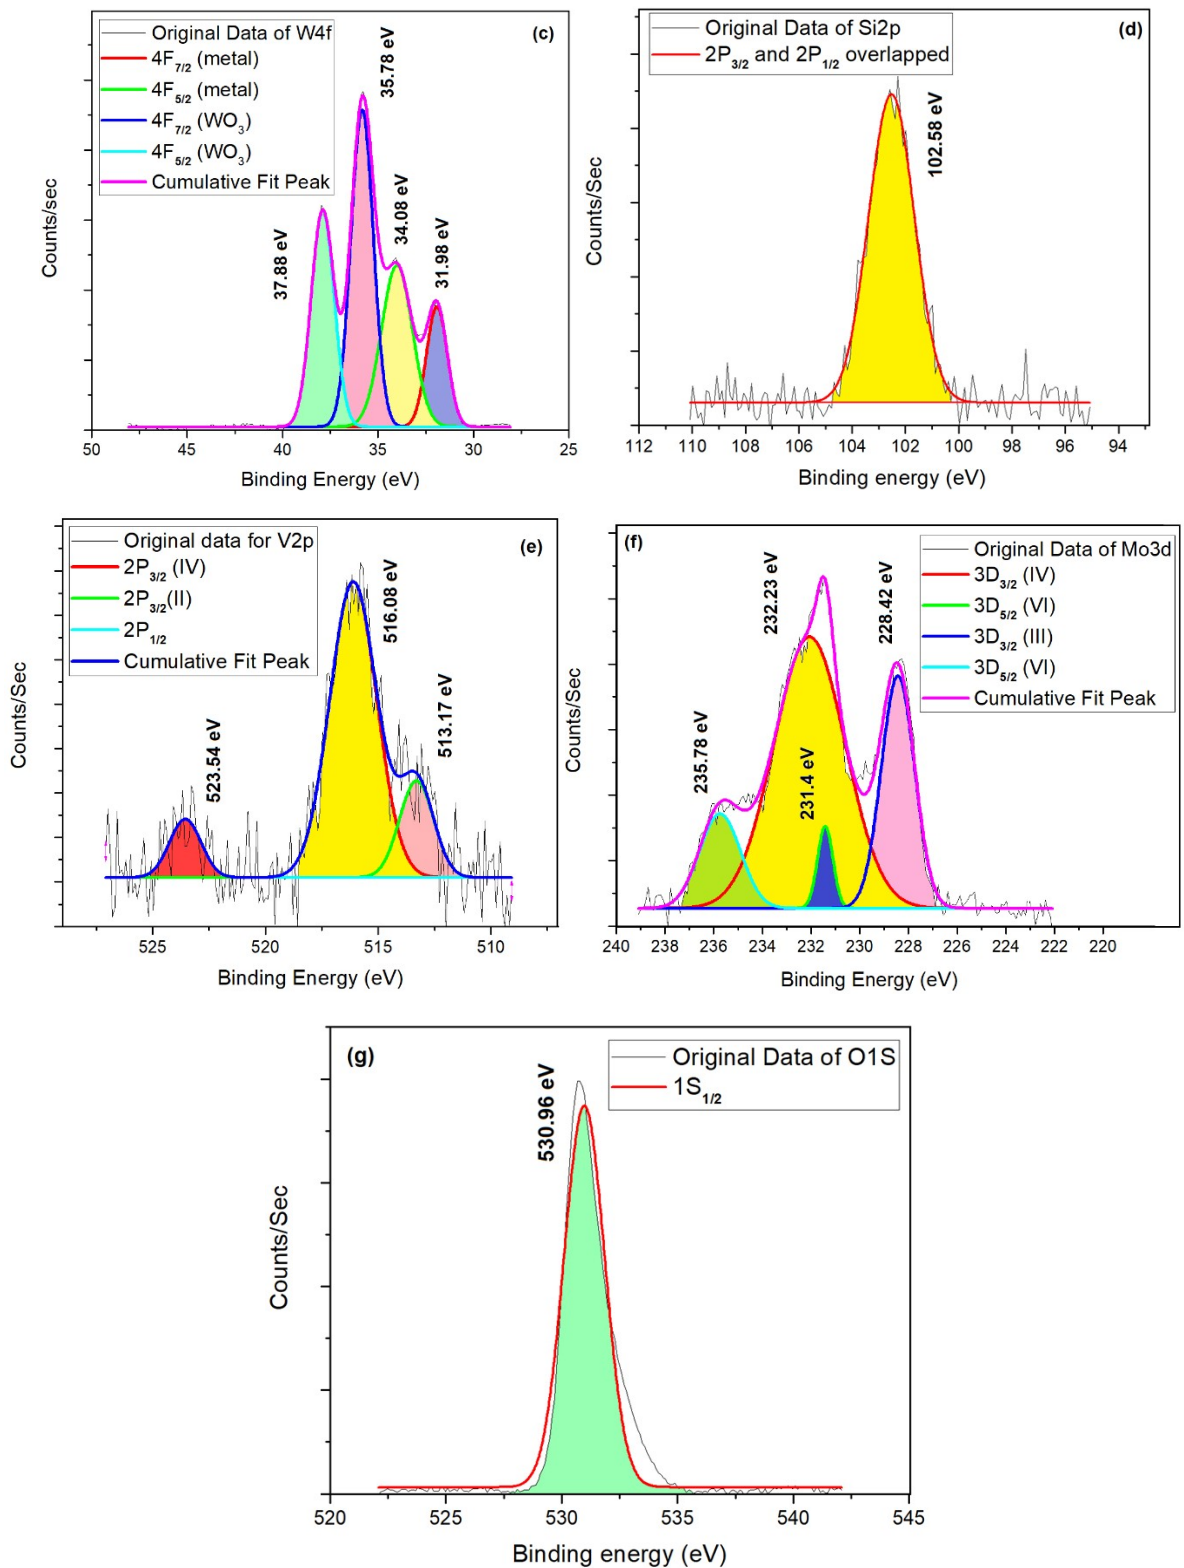 (c)
Original Data of W4f
4F7/2 (metal)
4F5/2 (metal)
4F7/2 (WO3)
4F5/2 (WO3)
Cumulative Fit Peak
37.88 eV
35.78 eV
34.08 eV
31.98 eV
Counts/sec
50 45 40 35 30 25
Binding Energy (eV)
(d)
Original Data of Si2p
2P3/2 and 2P1/2 overlapped
102.58 eV
Counts/Sec
112 110 108 106 104 102 100 98 96 94
Binding energy (eV)
(e)
Original data for V2p
2P3/2 (IV)
2P3/2(II)
2P1/2
Cumulative Fit Peak
523.54 eV
516.08 eV
513.17 eV
Counts/Sec
525 520 515 510
Binding Energy (eV)
(f)
Original Data of Mo3d
3D3/2 (IV)
3D5/2 (VI)
3D3/2 (III)
3D5/2 (VI)
Cumulative Fit Peak
235.78 eV
232.23 eV
231.4 eV
228.42 eV
Counts/Sec
240 236 234 232 230 228 226 224 222 220
Binding Energy (eV)
(g)
Original Data of O1S
1S1/2
530.96 eV
Counts/Sec
520 525 530 535 540 545
Binding energy (eV)